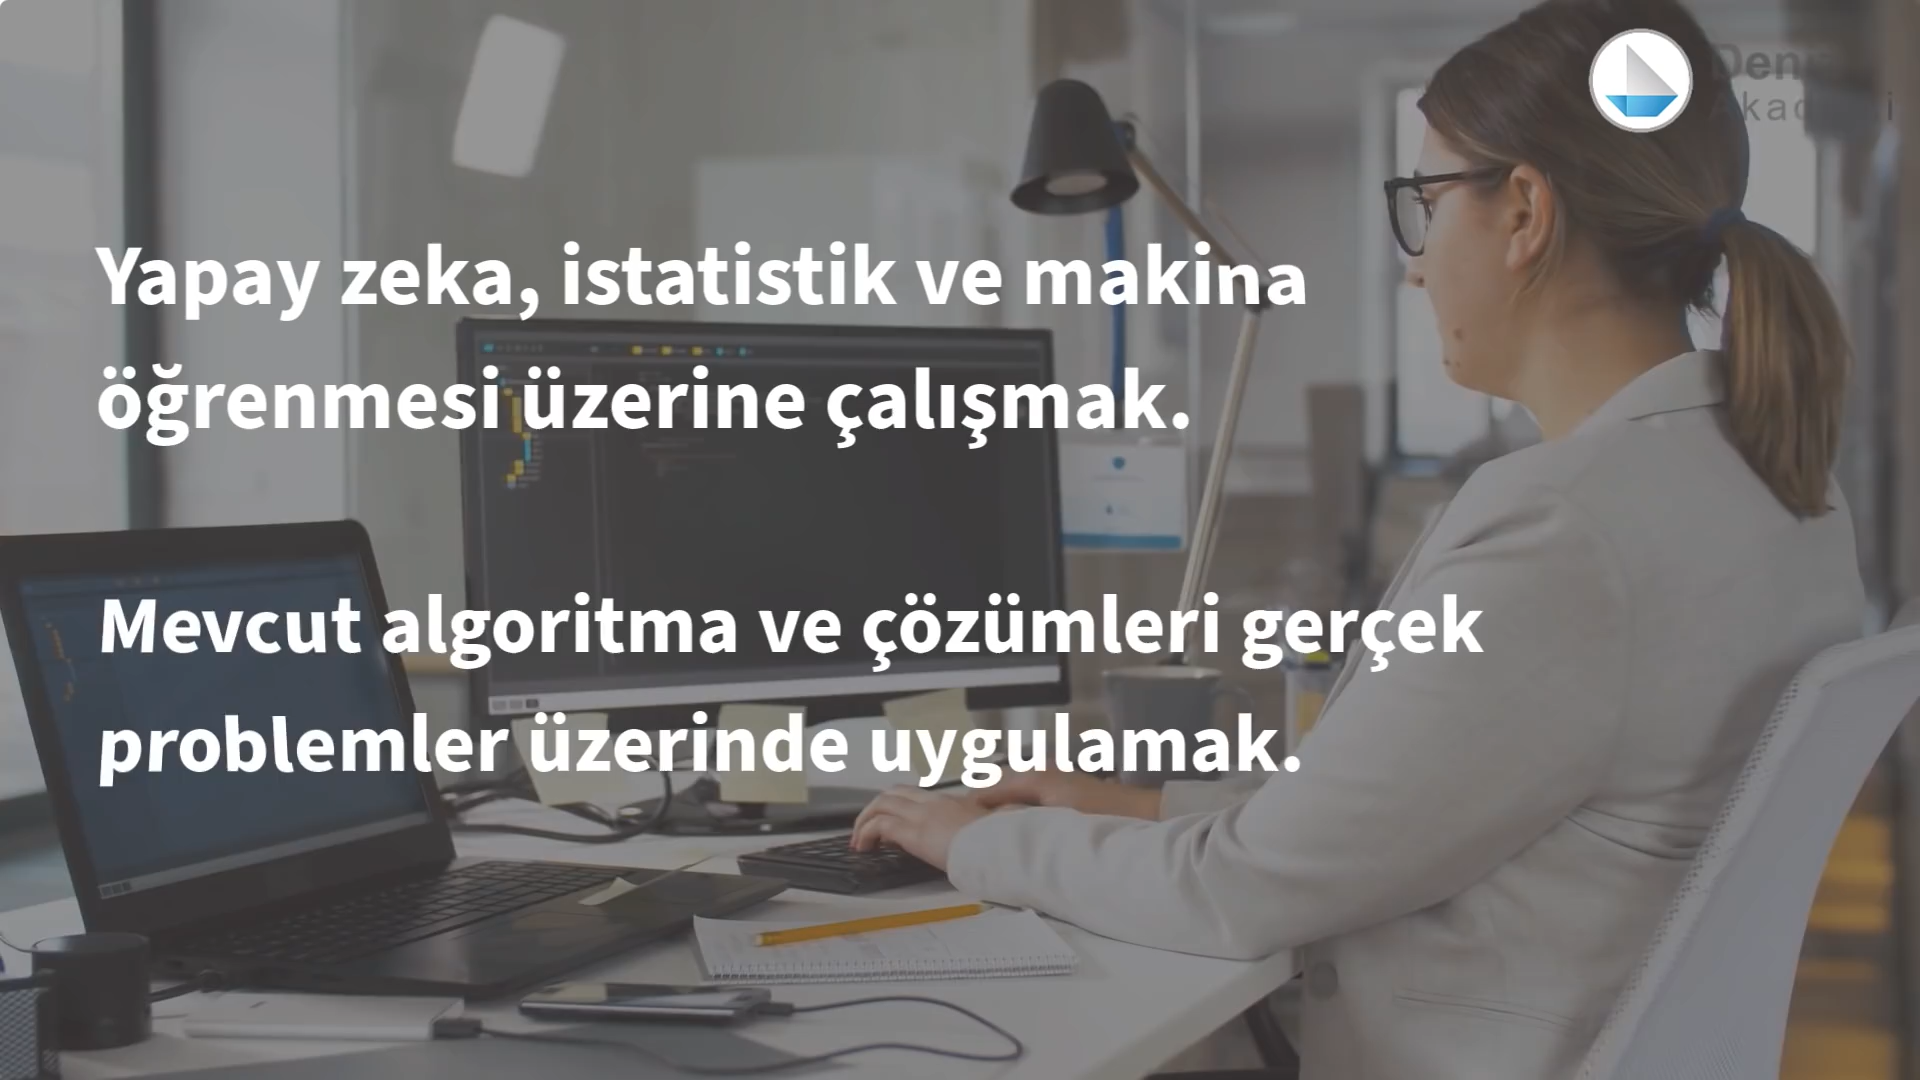 Yapay zeka, istatistik ve makina
öğrenmesi üzerine çalışmak.
Mevcut algoritma ve çözümleri gerçek
problemler üzerinde uygulamak.